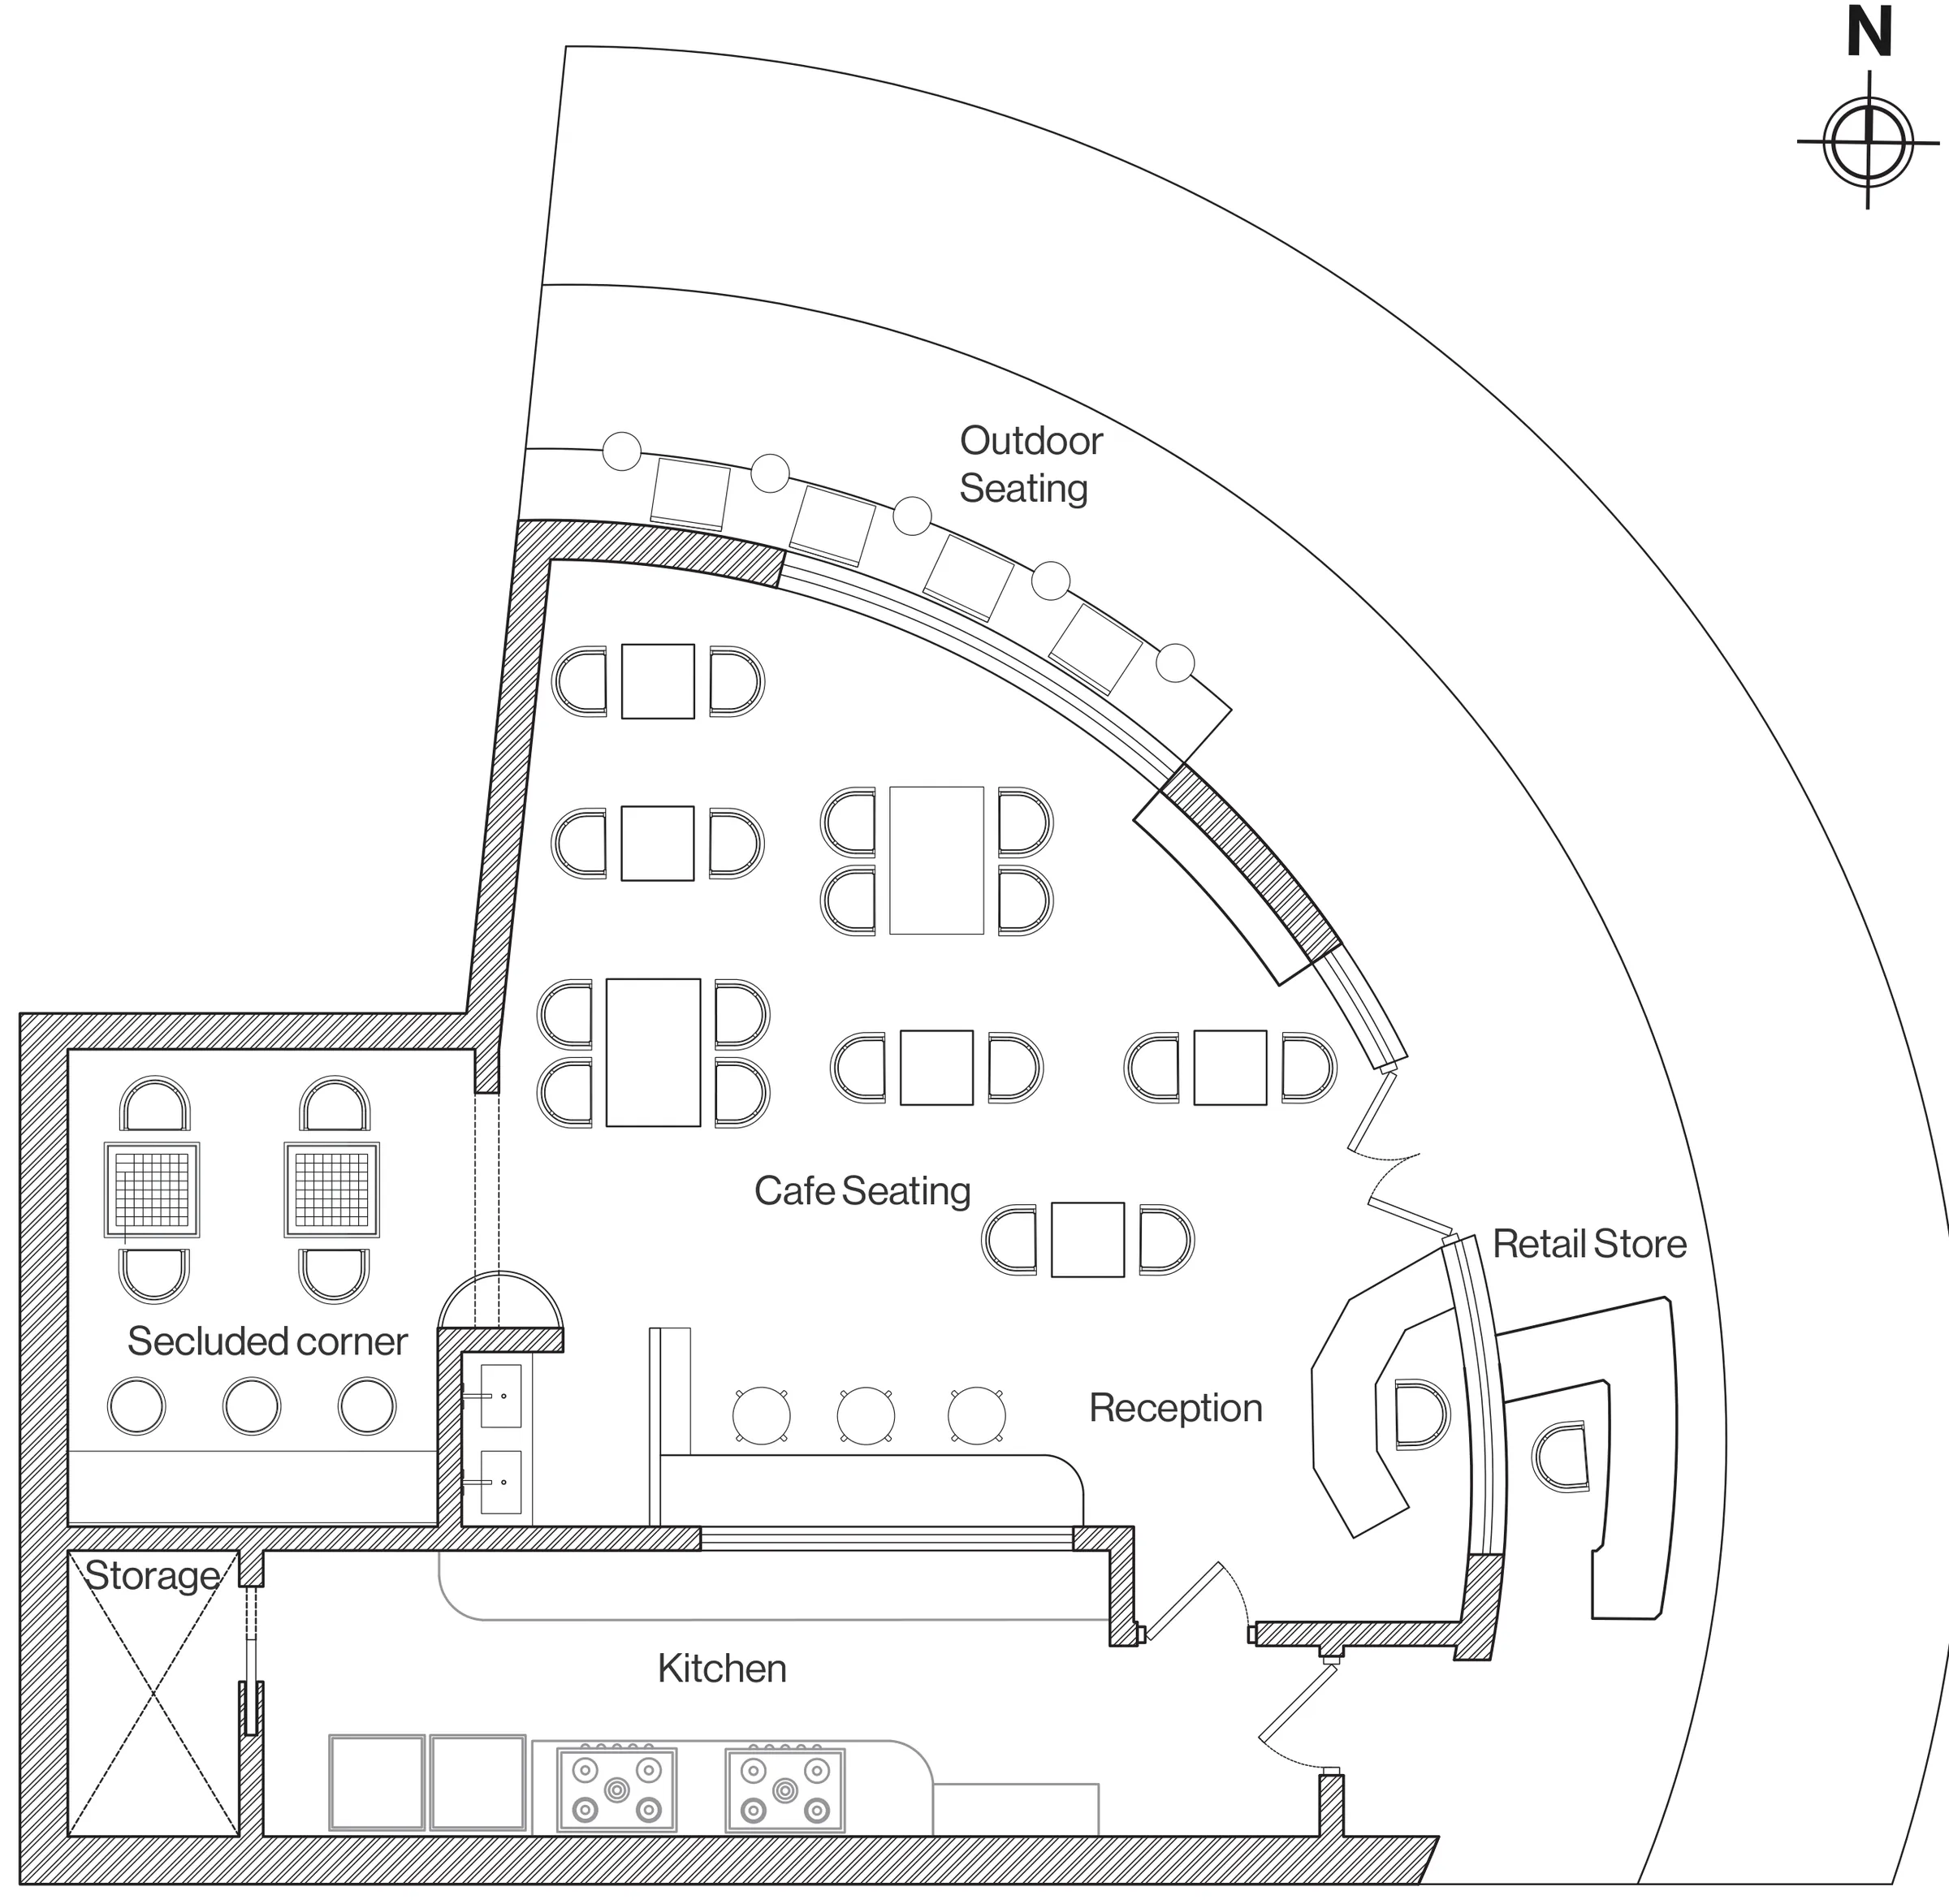 N
Outdoor
Seating
Cafe Seating
Retail Store
Secluded corner
Reception
Storage
Kitchen